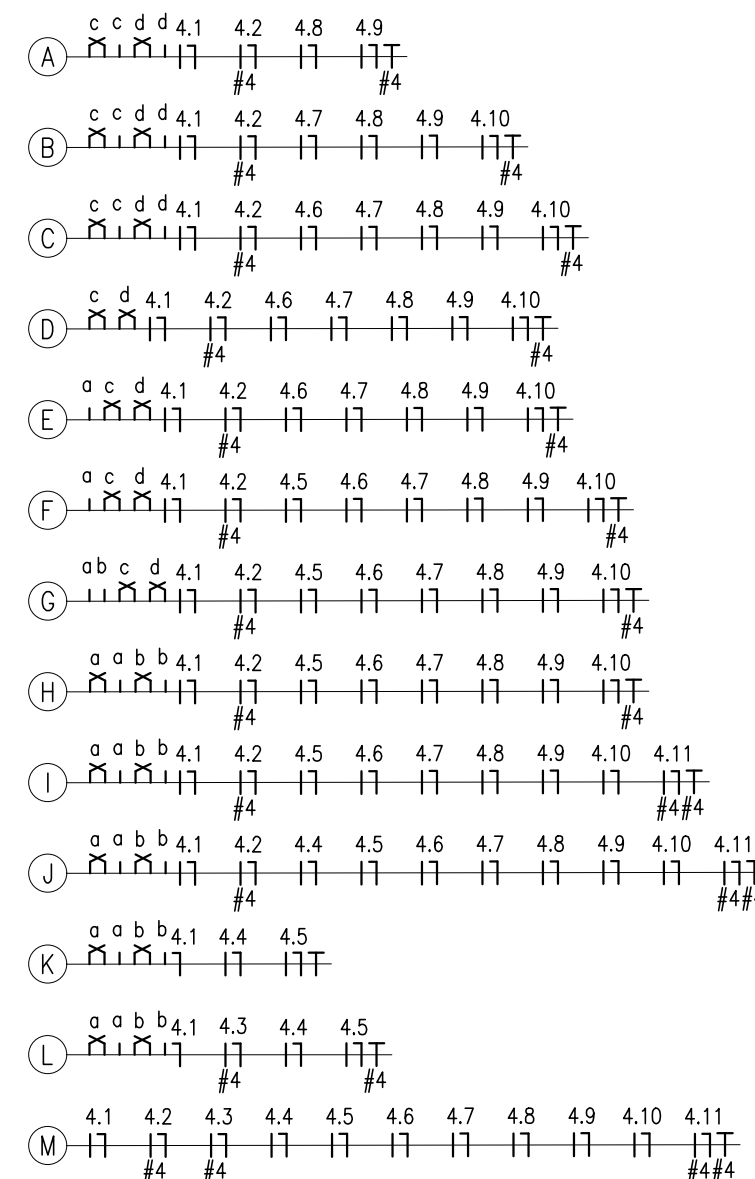 c c d d 4.1 4.2 4.8 4.9
A
#4 #4
c c d d 4.1 4.2 4.7 4.8 4.9 4.10
B
#4 #4
c c d d 4.1 4.2 4.6 4.7 4.8 4.9 4.10
C
#4 #4
c d 4.1 4.2 4.6 4.7 4.8 4.9 4.10
D
#4 #4
a c d 4.1 4.2 4.6 4.7 4.8 4.9 4.10
E
#4 #4
a c d 4.1 4.2 4.5 4.6 4.7 4.8 4.9 4.10
F
#4 #4
a b c d 4.1 4.2 4.5 4.6 4.7 4.8 4.9 4.10
G
#4 #4
a a b b 4.1 4.2 4.5 4.6 4.7 4.8 4.9 4.10
H
#4 #4
a a b b 4.1 4.2 4.5 4.6 4.7 4.8 4.9 4.10 4.11
I
#4 #4 #4
a a b b 4.1 4.2 4.4 4.5 4.6 4.7 4.8 4.9 4.10 4.11
J
#4 #4 #4
a a b b 4.1 4.4 4.5
K
a a b b 4.1 4.3 4.4 4.5
L
#4 #4
4.1 4.2 4.3 4.4 4.5 4.6 4.7 4.8 4.9 4.10 4.11
M
#4 #4 #4 #4